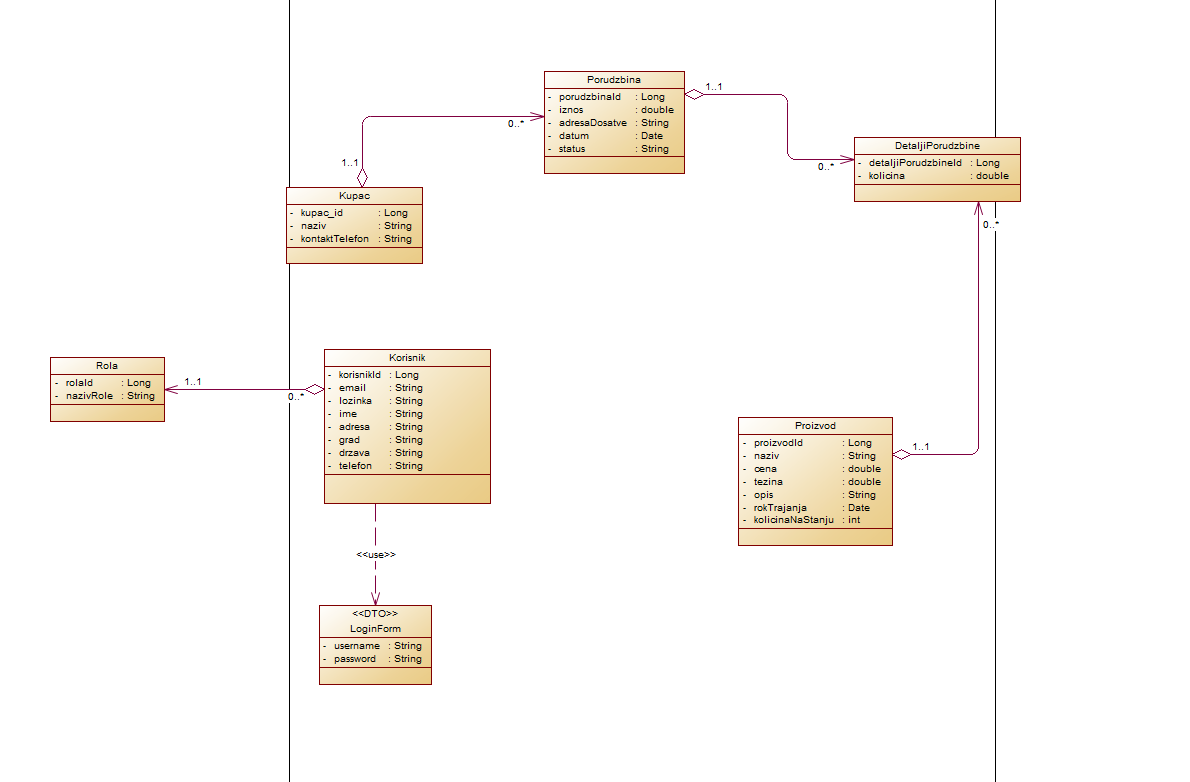 Porudzbina
- porudzbinaId : Long
- iznos : double
- adresaDosatve : String
- datum : Date
- status : String
1..1
0..*
DetaljiPorudzbine
- detaljiPorudzbineId : Long
- kolicina : double
0..*
1..1
0..*
Kupac
- kupac_id : Long
- naziv : String
- kontaktTelefon : String
Rola
- rolaId : Long
- nazivRole : String
1..1
0..*
Korisnik
- korisnikId : Long
- email : String
- lozinka : String
- ime : String
- adresa : String
- grad : String
- drzava : String
- telefon : String
Proizvod
- proizvodId : Long
- naziv : String
- cena : double
- tezina : double
- opis : String
- rokTrajanja : Date
- kolicinaNaStanju : int
1..1
<<use>>
<<DTO>>
LoginForm
- username : String
- password : String